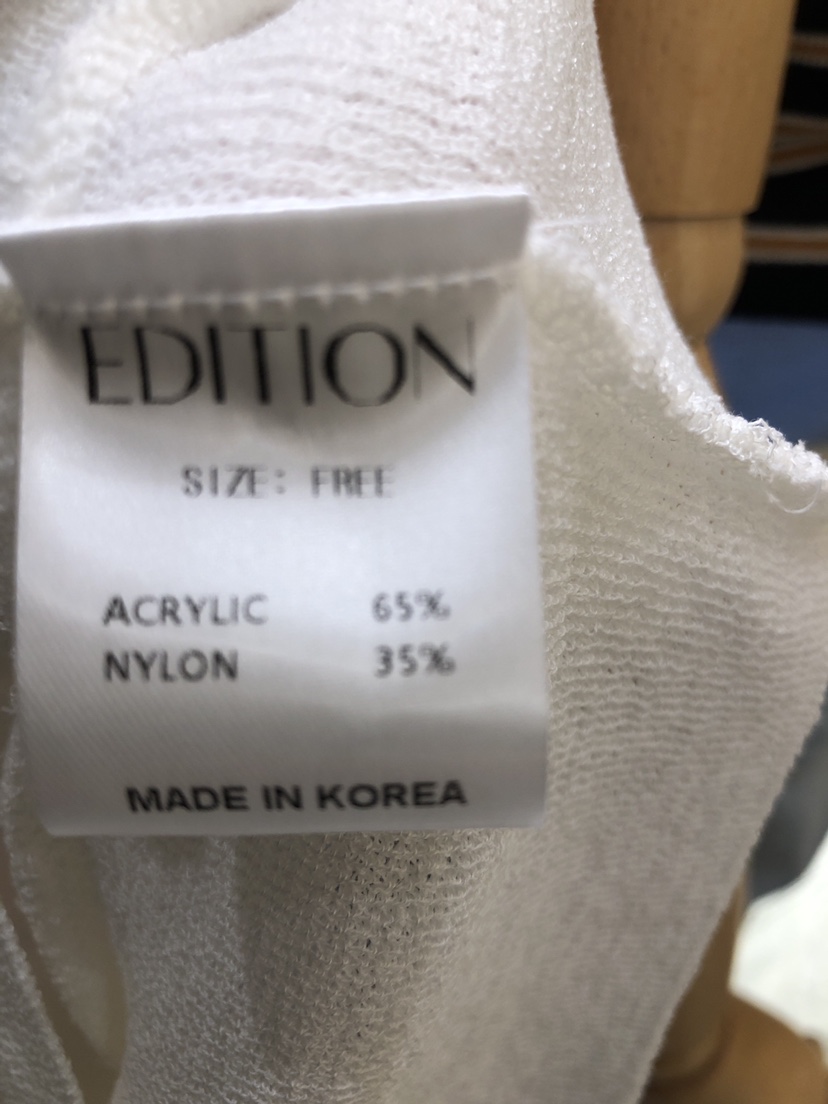 EDITION
SIZE: FREE
ACRYLIC 65%
NYLON 35%
MADE IN KOREA